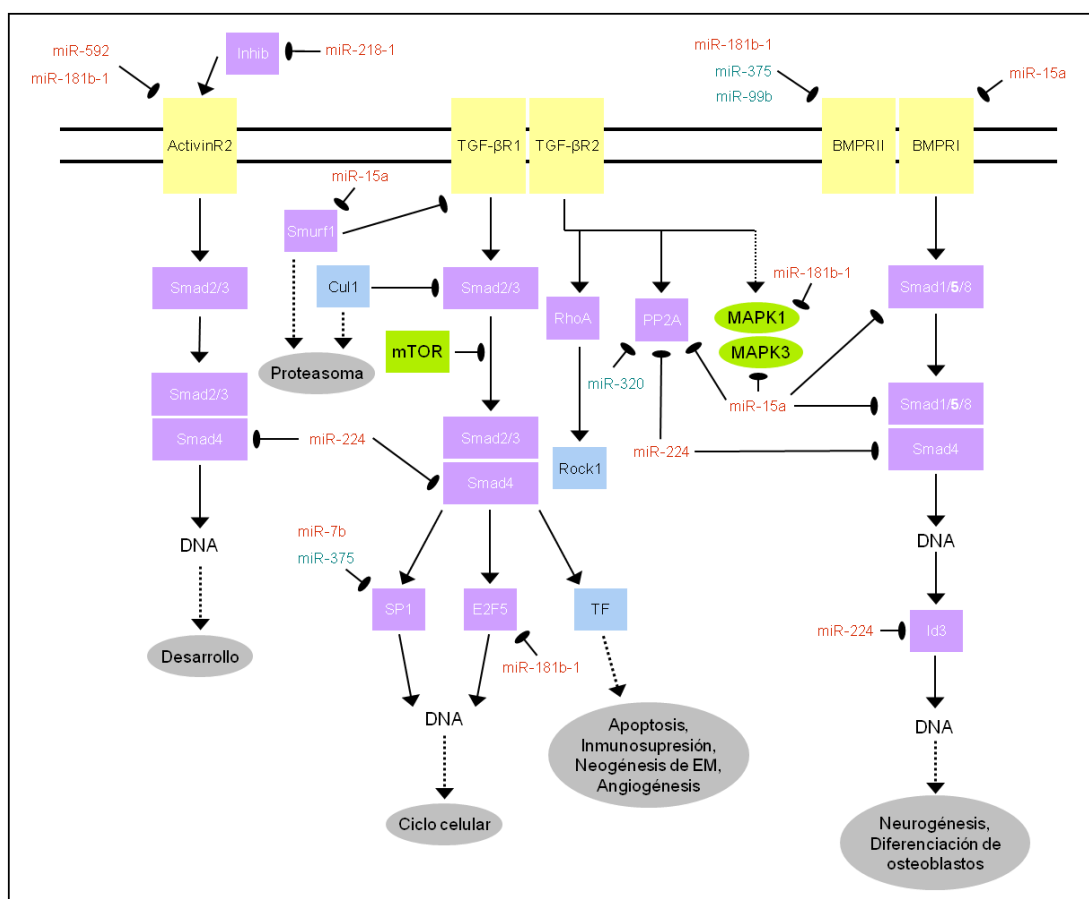 miR-592
miR-181b-1
Inhib
miR-218-1
miR-181b-1
miR-375
miR-99b
miR-15a
ActivinR2
TGF-βR1
TGF-βR2
BMPRII
BMPRI
miR-15a
Smurf1
Cul1
Smad2/3
Smad2/3
RhoA
PP2A
miR-181b-1
MAPK1
MAPK3
Smad1/5/8
mTOR
Proteasoma
miR-320
miR-15a
Smad2/3
Smad4
miR-224
Smad2/3
Smad4
Rock1
miR-224
Smad1/5/8
Smad4
DNA
miR-7b
miR-375
SP1
E2F5
TF
miR-181b-1
DNA
miR-224
Id3
Desarrollo
DNA
Apoptosis,
Inmunosupresión,
Neogénesis de EM,
Angiogénesis
DNA
Ciclo celular
Neurogénesis,
Diferenciación de
osteoblastos